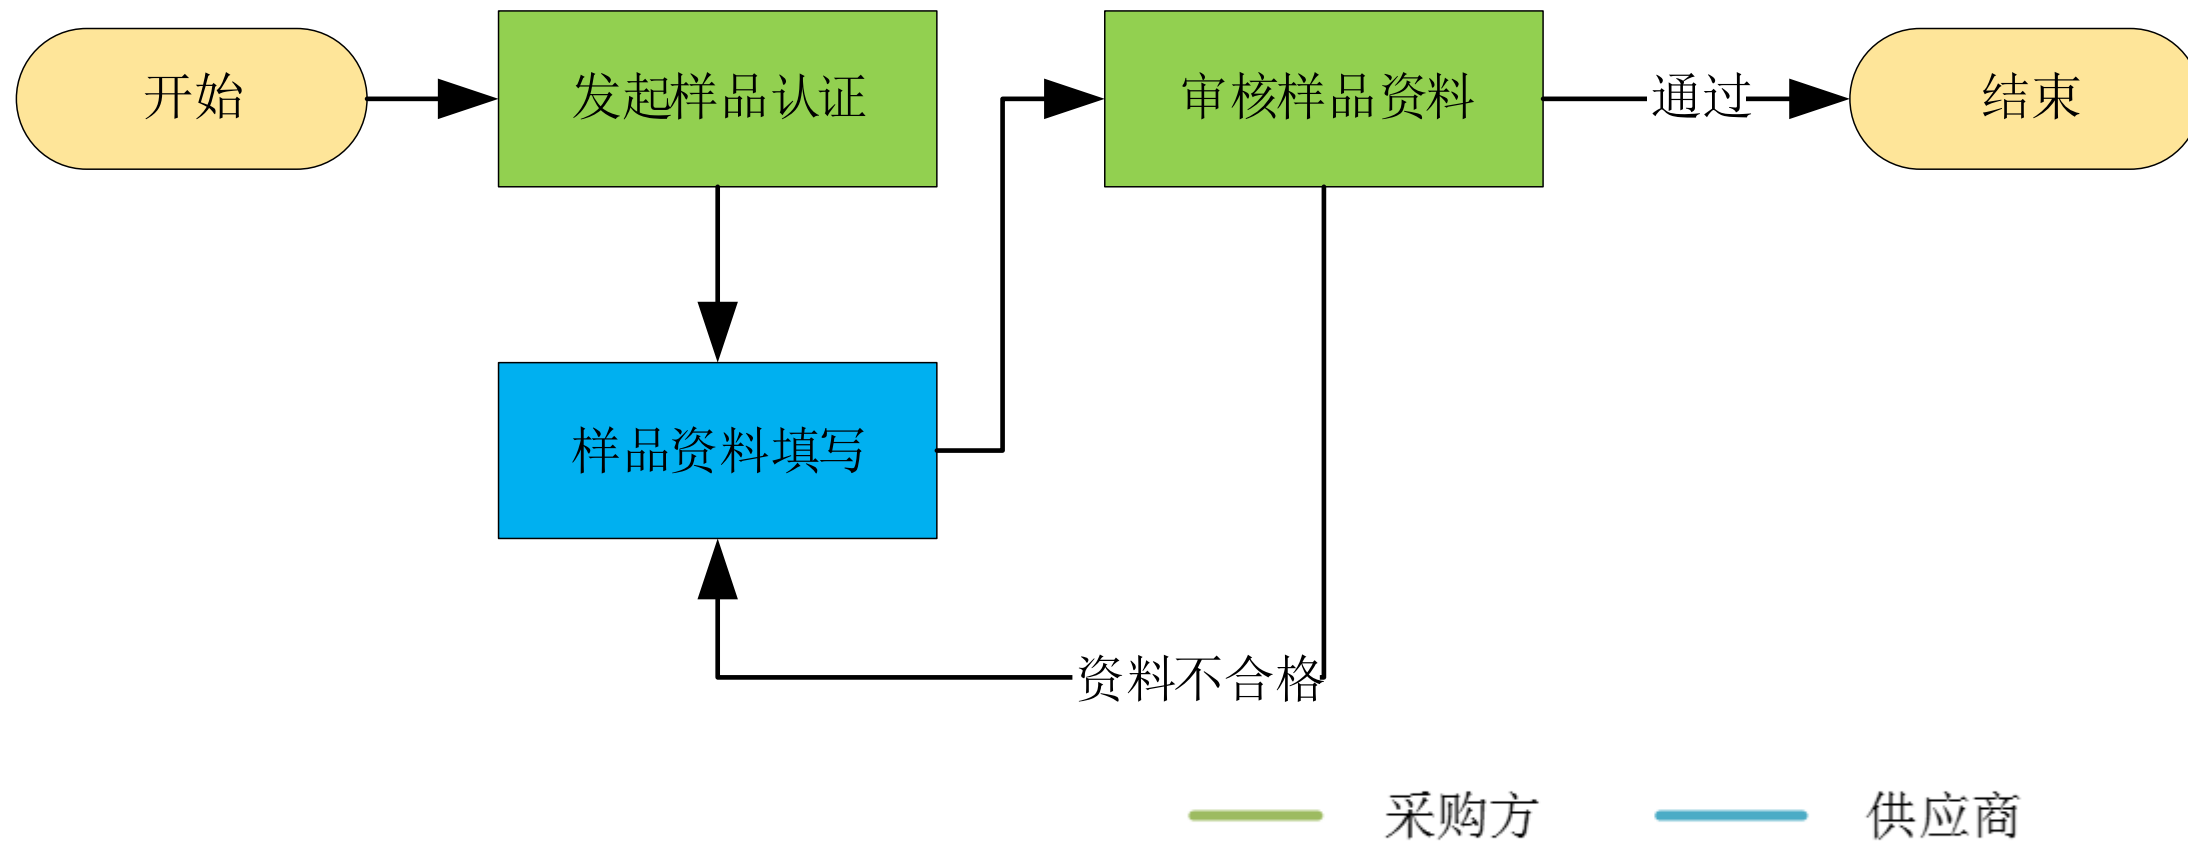 开始
发起样品认证
审核样品资料
通过
结束
样品资料填写
资料不合格
采购方
供应商